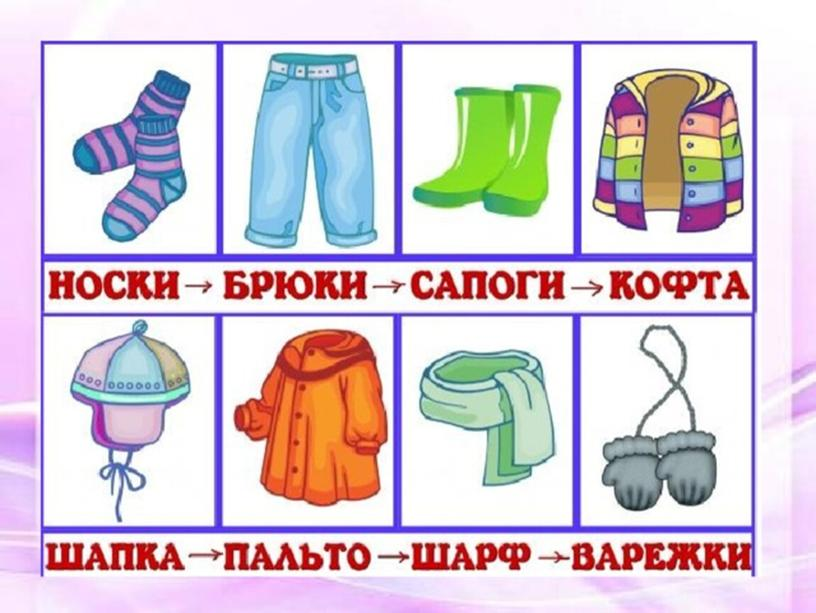 НОСКИ → БРЮКИ → САПОГИ → КОФТА
ШАПКА → ПАЛЬТО → ШАРФ → ВАРЕЖКИ